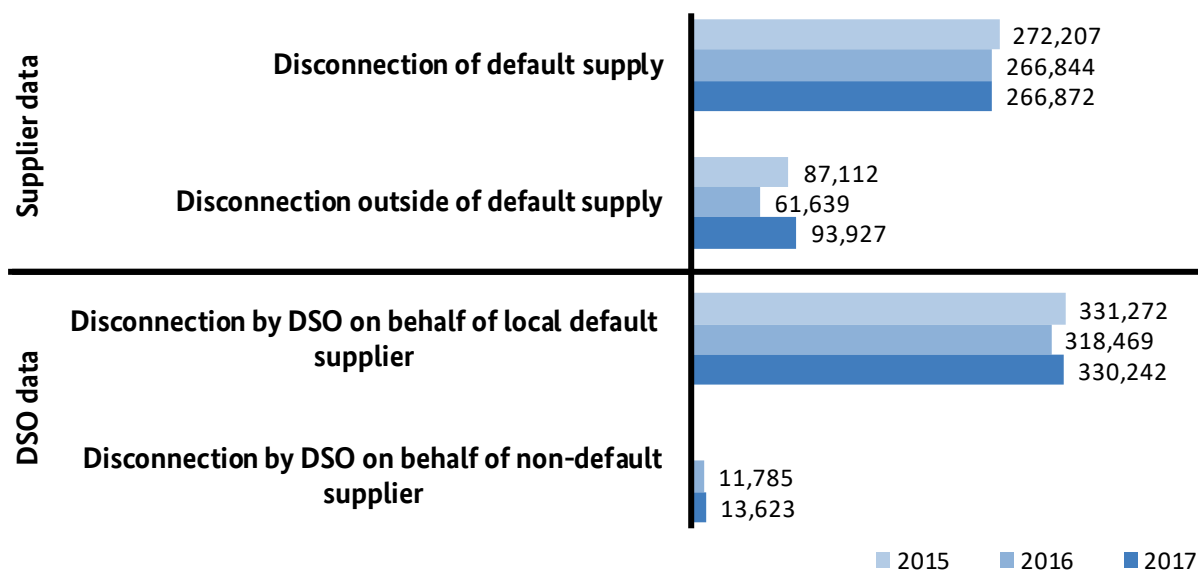 Supplier data
Disconnection of default supply
272,207
266,844
266,872
Disconnection outside of default supply
87,112
61,639
93,927
DSO data
Disconnection by DSO on behalf of local default
supplier
331,272
318,469
330,242
Disconnection by DSO on behalf of non-default
supplier
11,785
13,623
2015
2016
2017